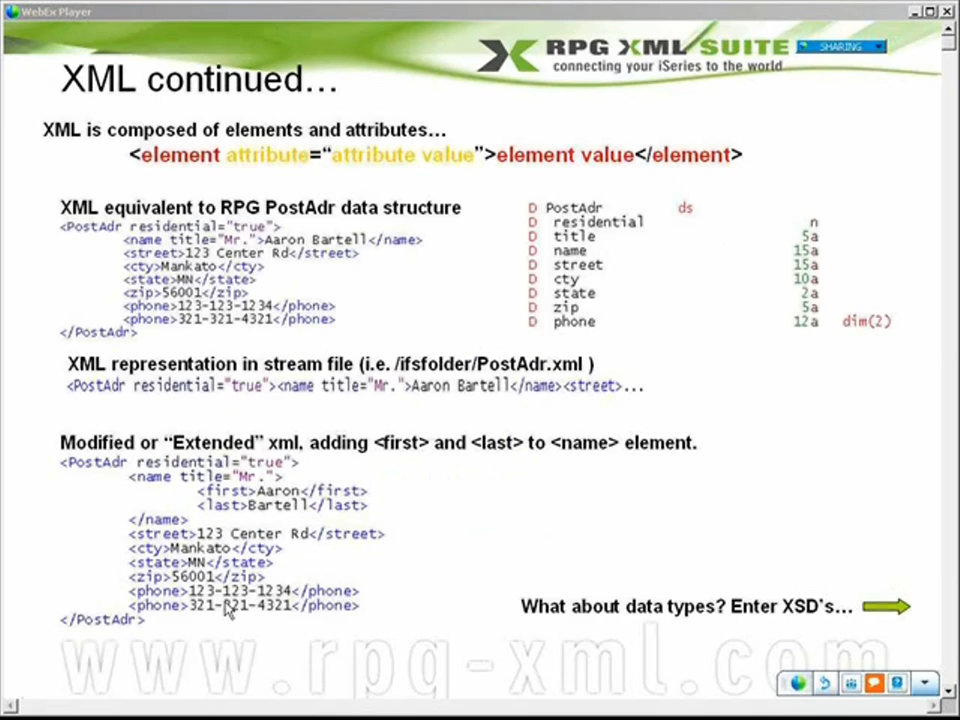 WebEx Player
RPG XML SUITE
SHARING
connecting your iSeries to the world
XML continued...
XML is composed of elements and attributes...
<element attribute="attribute value">element value</element>
XML equivalent to RPG PostAdr data structure
<PostAdr residential="true">
<name title="Mr.">Aaron Bartell</name>
<street>123 Center Rd</street>
<cty>Mankato</cty>
<state>MN</state>
<zip>56001</zip>
<phone>123-123-1234</phone>
<phone>321-321-4321</phone>
</PostAdr>
D PostAdr ds
D residential n
D title 5a
D name 15a
D street 15a
D cty 10a
D state 2a
D zip 5a
D phone 12a dim(2)
XML representation in stream file (i.e. /ifsfolder/PostAdr.xml )
<PostAdr residential="true"><name title="Mr.">Aaron Bartell</name><street>...
Modified or “Extended” xml, adding <first> and <last> to <name> element.
<PostAdr residential="true">
<name title="Mr.">
<first>Aaron</first>
<last>Bartell</last>
</name>
<street>123 Center Rd</street>
<cty>Mankato</cty>
<state>MN</state>
<zip>56001</zip>
<phone>123-123-1234</phone>
<phone>321-321-4321</phone>
</PostAdr>
What about data types? Enter XSD's...
www.rpg-xml.com